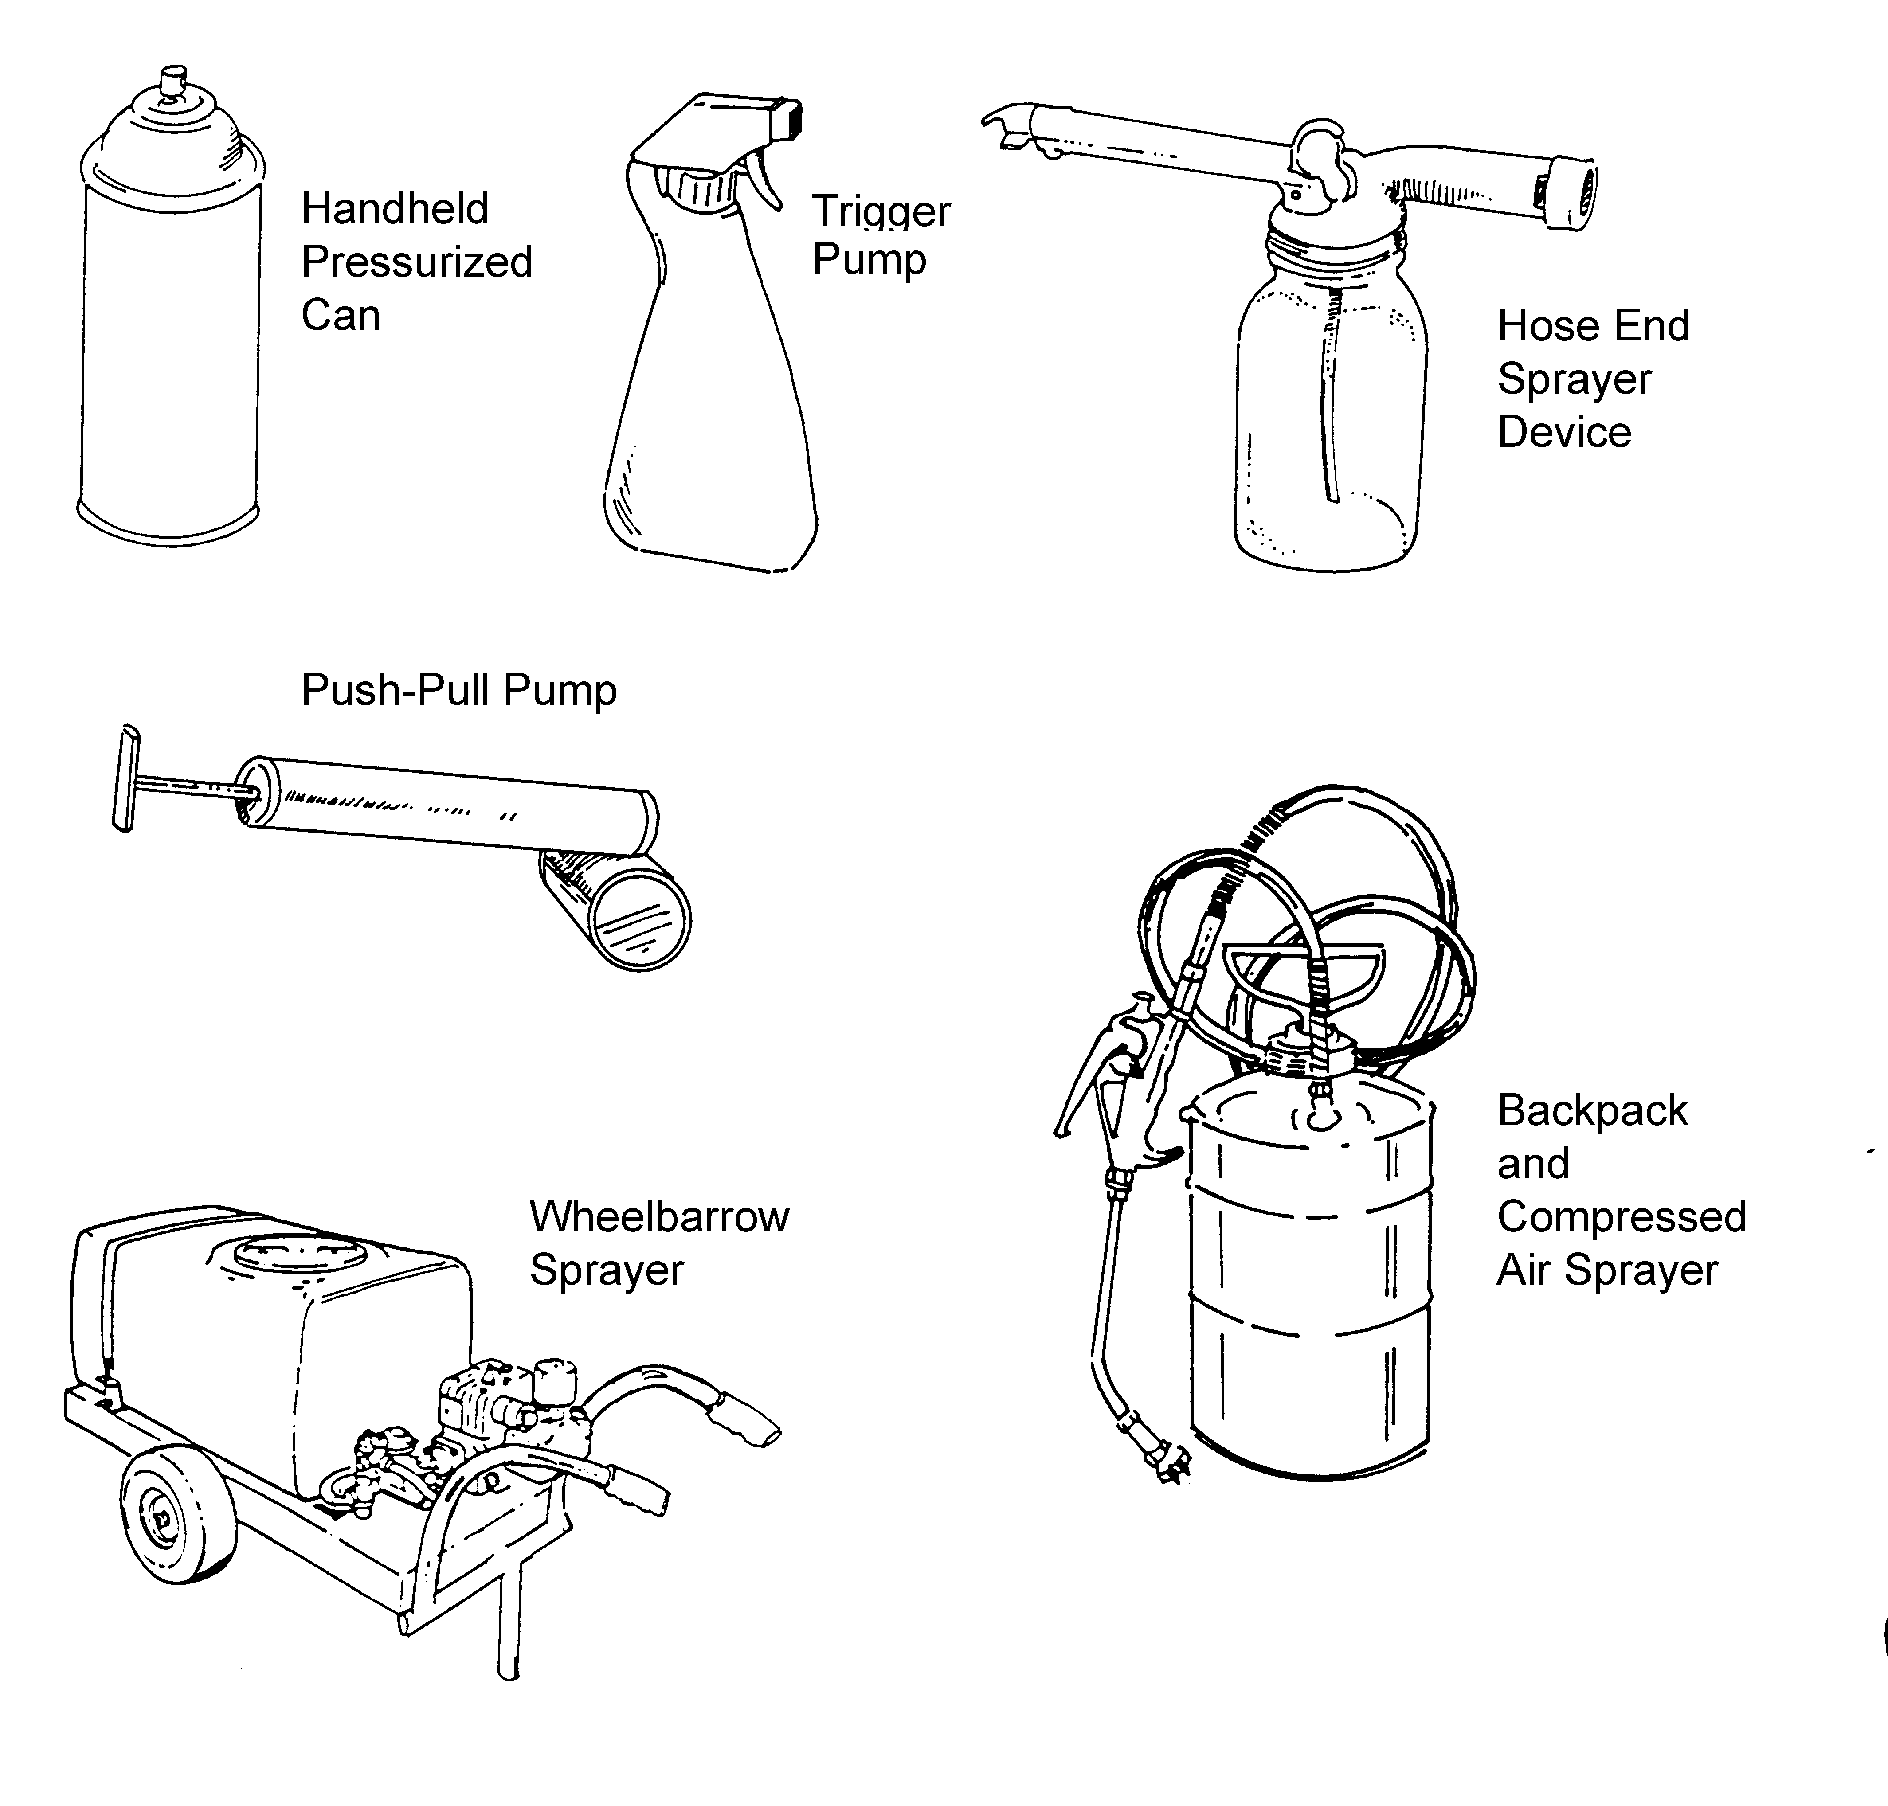 Handheld
Pressurized
Can
Trigger
Pump
Hose End
Sprayer
Device
Push-Pull Pump
Backpack
and
Compressed
Air Sprayer
Wheelbarrow
Sprayer